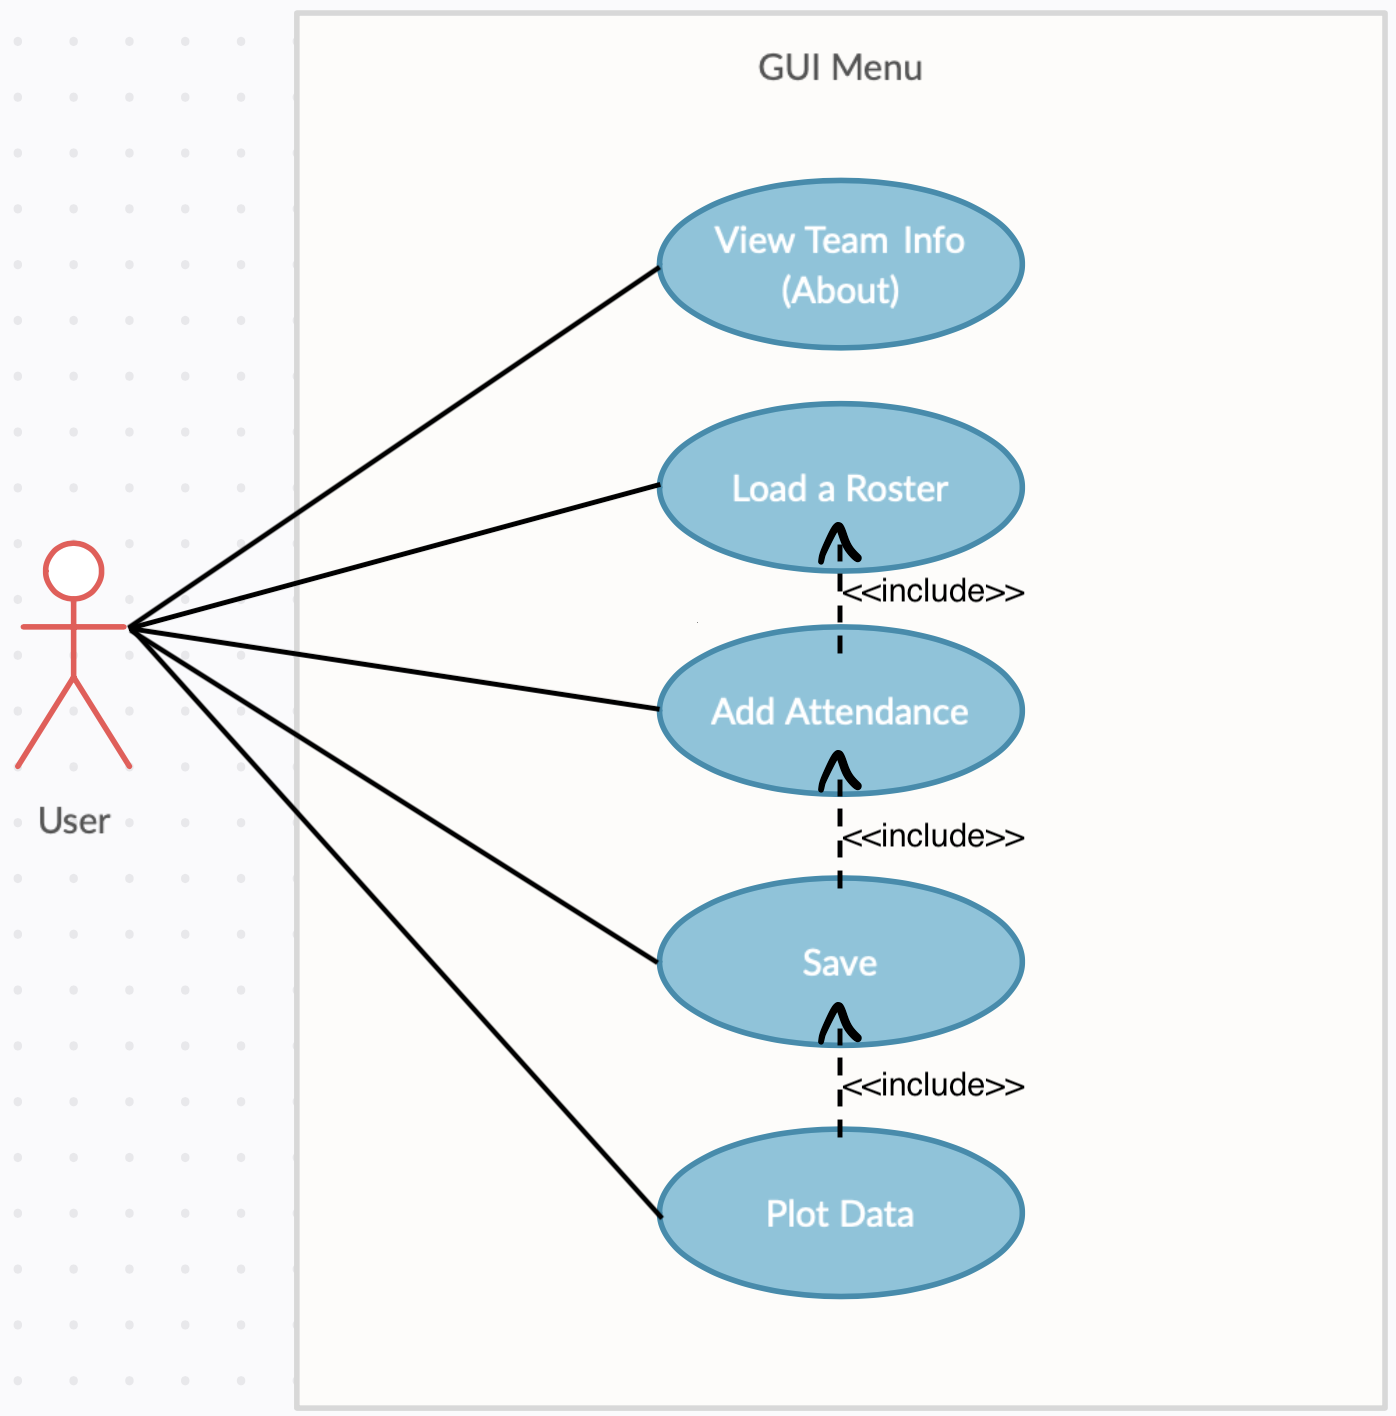 GUI Menu
View Team Info
(About)
Load a Roster
<<include>>
Add Attendance
User
<<include>>
Save
<<include>>
Plot Data